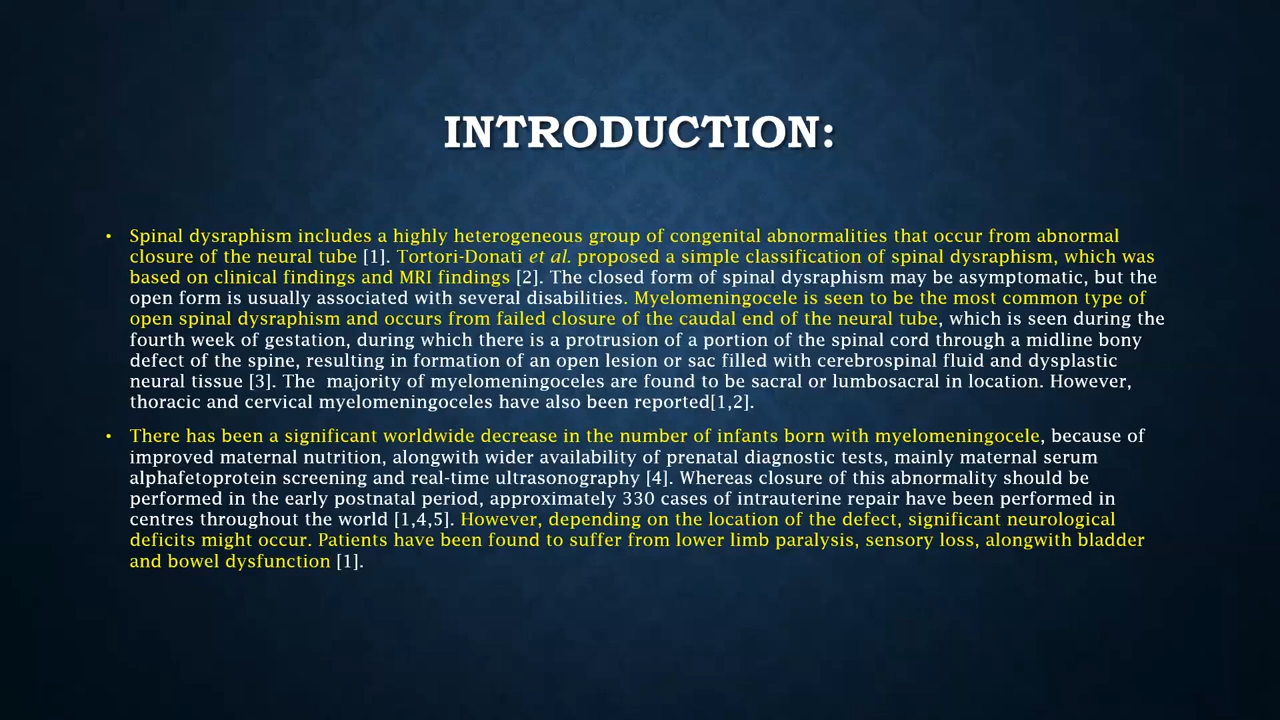 INTRODUCTION:
• Spinal dysraphism includes a highly heterogeneous group of congenital abnormalities that occur from abnormal
closure of the neural tube [1]. Tortori-Donati et al. proposed a simple classification of spinal dysraphism, which was
based on clinical findings and MRI findings [2]. The closed form of spinal dysraphism may be asymptomatic, but the
open form is usually associated with several disabilities. Myelomeningocele is seen to be the most common type of
open spinal dysraphism and occurs from failed closure of the caudal end of the neural tube, which is seen during the
fourth week of gestation, during which there is a protrusion of a portion of the spinal cord through a midline bony
defect of the spine, resulting in formation of an open lesion or sac filled with cerebrospinal fluid and dysplastic
neural tissue [3]. The  majority of myelomeningoceles are found to be sacral or lumbosacral in location. However,
thoracic and cervical myelomeningoceles have also been reported[1,2].
• There has been a significant worldwide decrease in the number of infants born with myelomeningocele, because of
improved maternal nutrition, alongwith wider availability of prenatal diagnostic tests, mainly maternal serum
alphafetoprotein screening and real-time ultrasonography [4]. Whereas closure of this abnormality should be
performed in the early postnatal period, approximately 330 cases of intrauterine repair have been performed in
centres throughout the world [1,4,5]. However, depending on the location of the defect, significant neurological
deficits might occur. Patients have been found to suffer from lower limb paralysis, sensory loss, alongwith bladder
and bowel dysfunction [1].